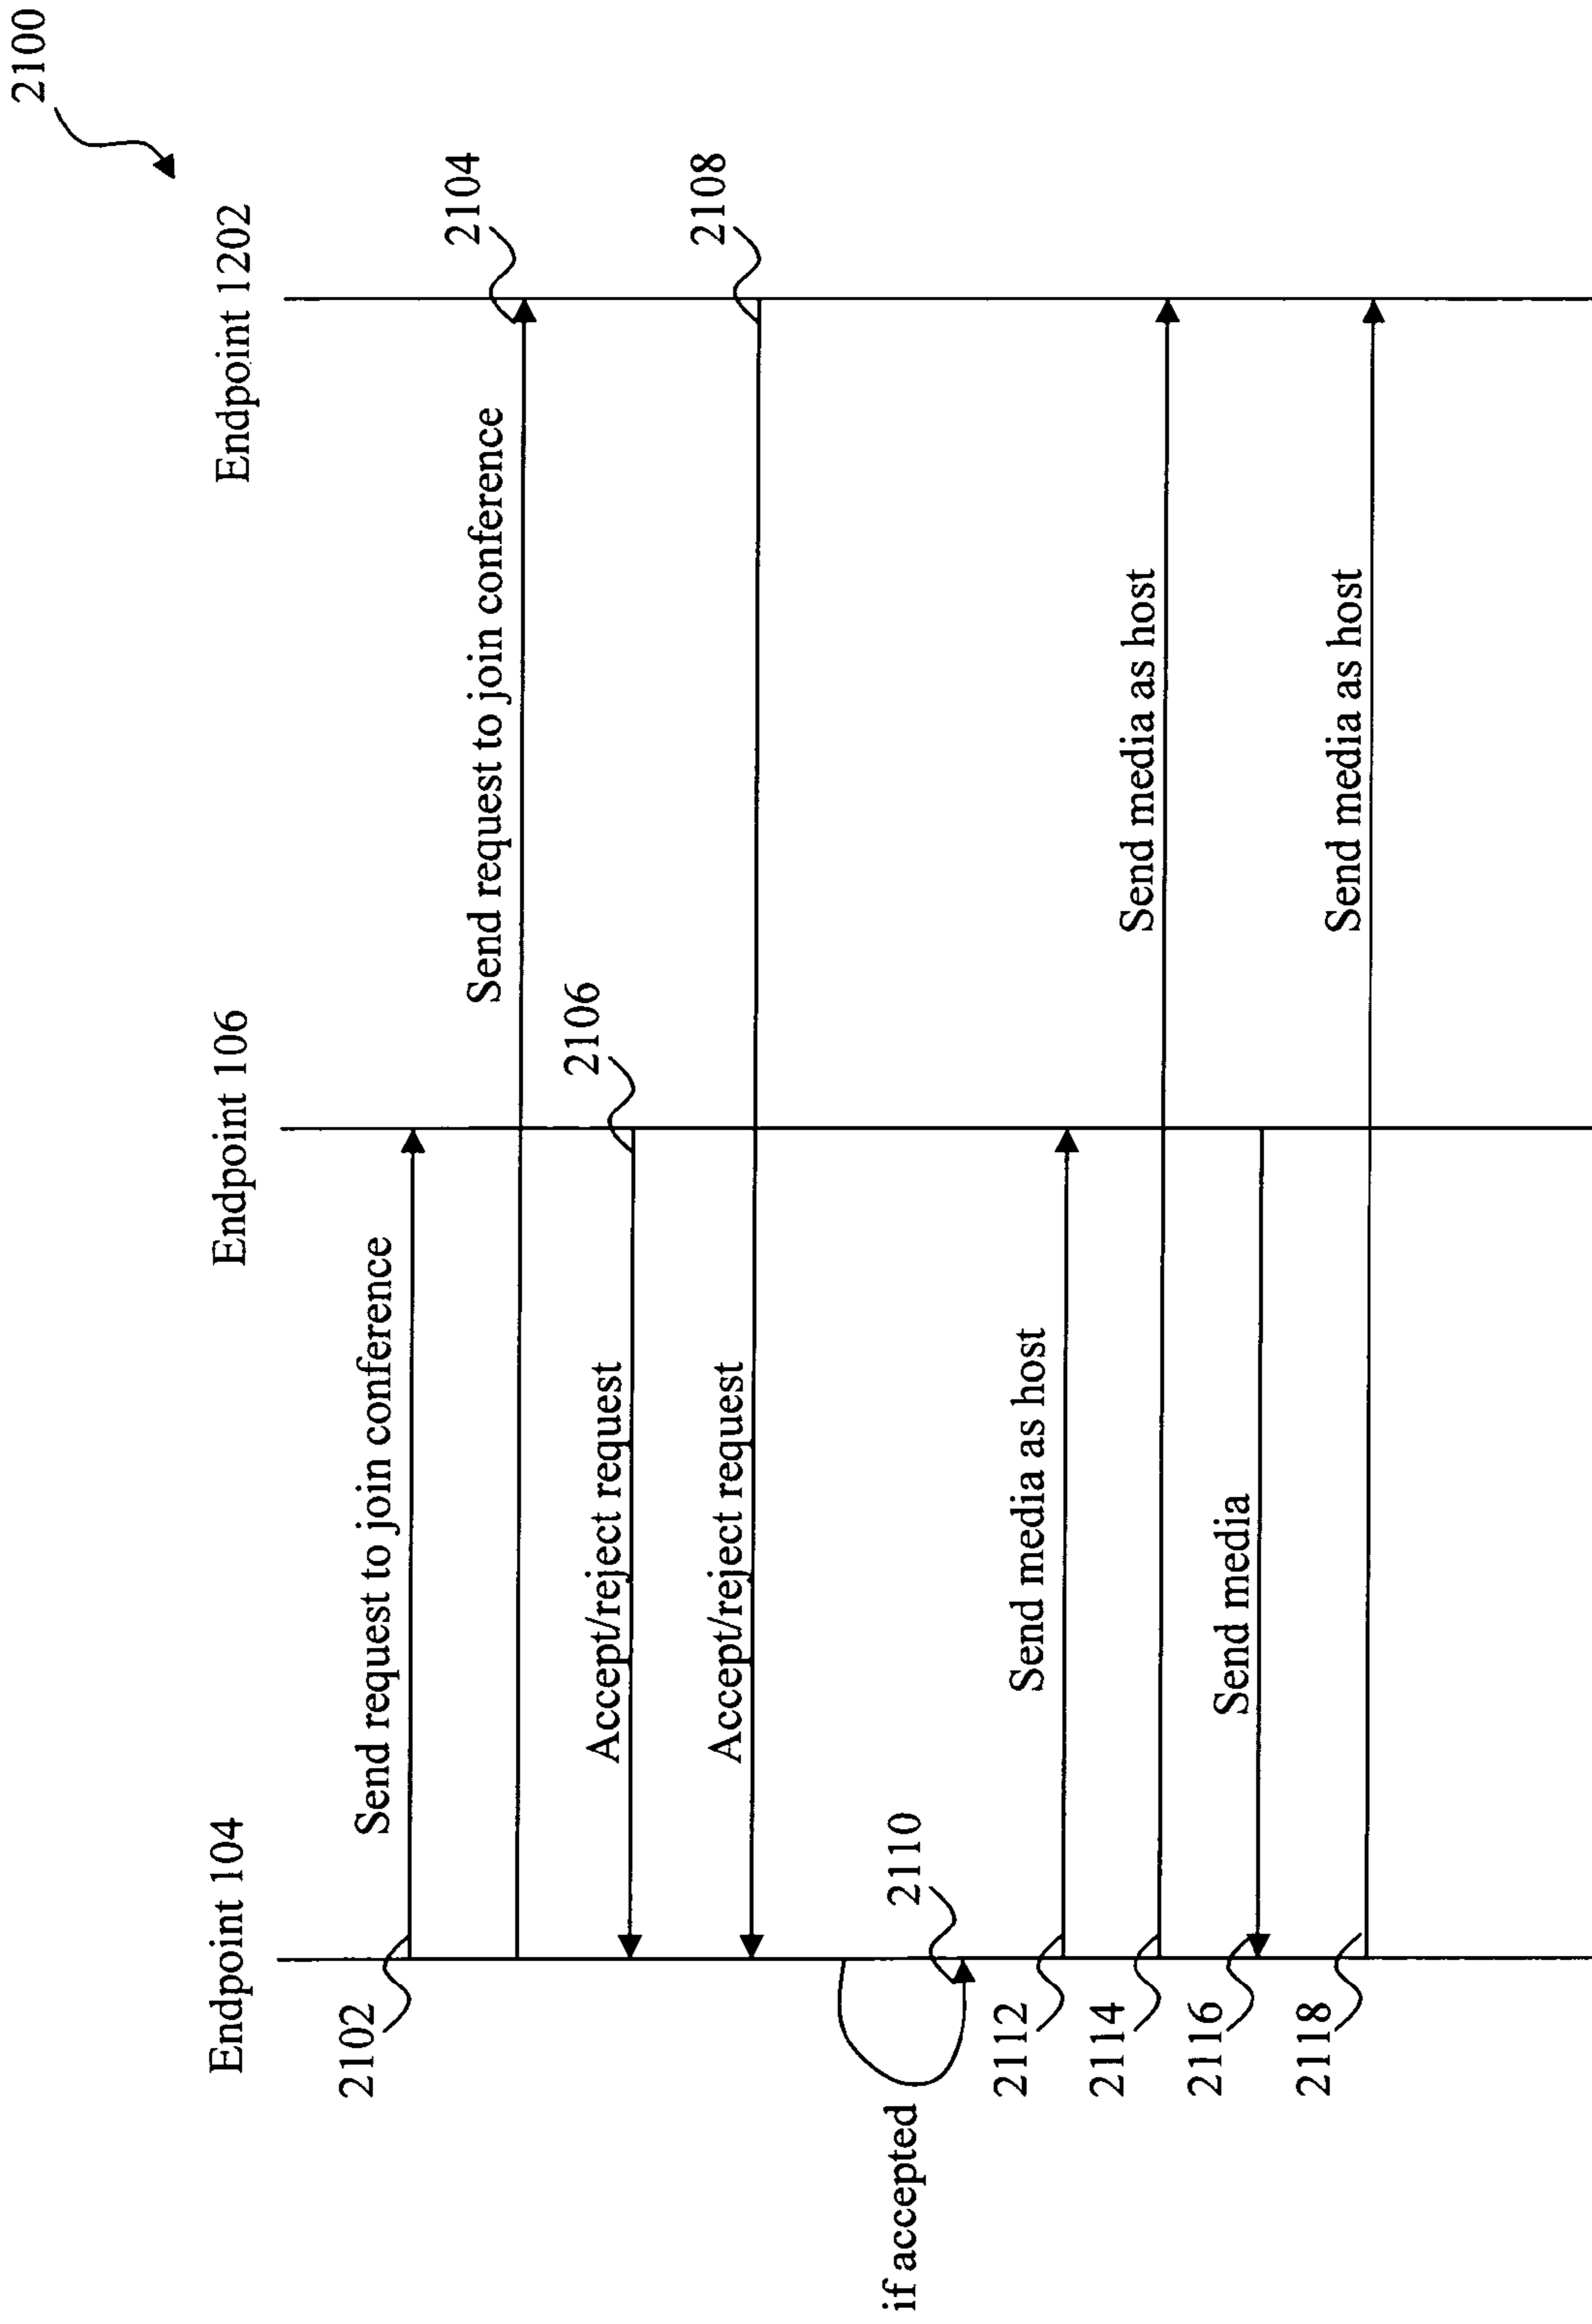 2100
Endpoint 104
Endpoint 106
Endpoint 1202
2102
Send request to join conference
Send request to join conference
2104
Accept/reject request
2106
Accept/reject request
2108
if accepted
2110
2112
Send media as host
2114
Send media as host
2116
Send media
2118
Send media as host